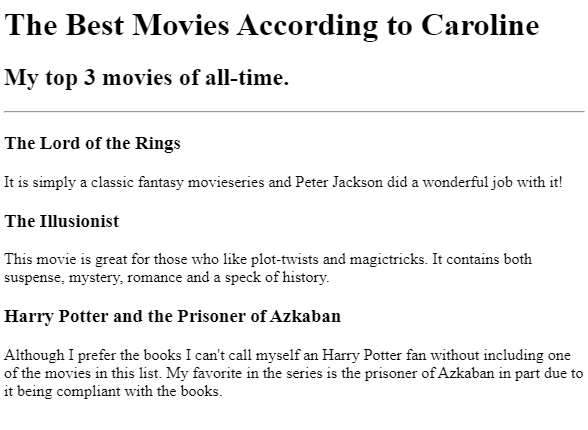 The Best Movies According to Caroline
My top 3 movies of all-time.
The Lord of the Rings
It is simply a classic fantasy movieseries and Peter Jackson did a wonderful job with it!
The Illusionist
This movie is great for those who like plot-twists and magictricks. It contains both
suspense, mystery, romance and a speck of history.
Harry Potter and the Prisoner of Azkaban
Although I prefer the books I can't call myself an Harry Potter fan without including one
of the movies in this list. My favorite in the series is the prisoner of Azkaban in part due to
it being compliant with the books.